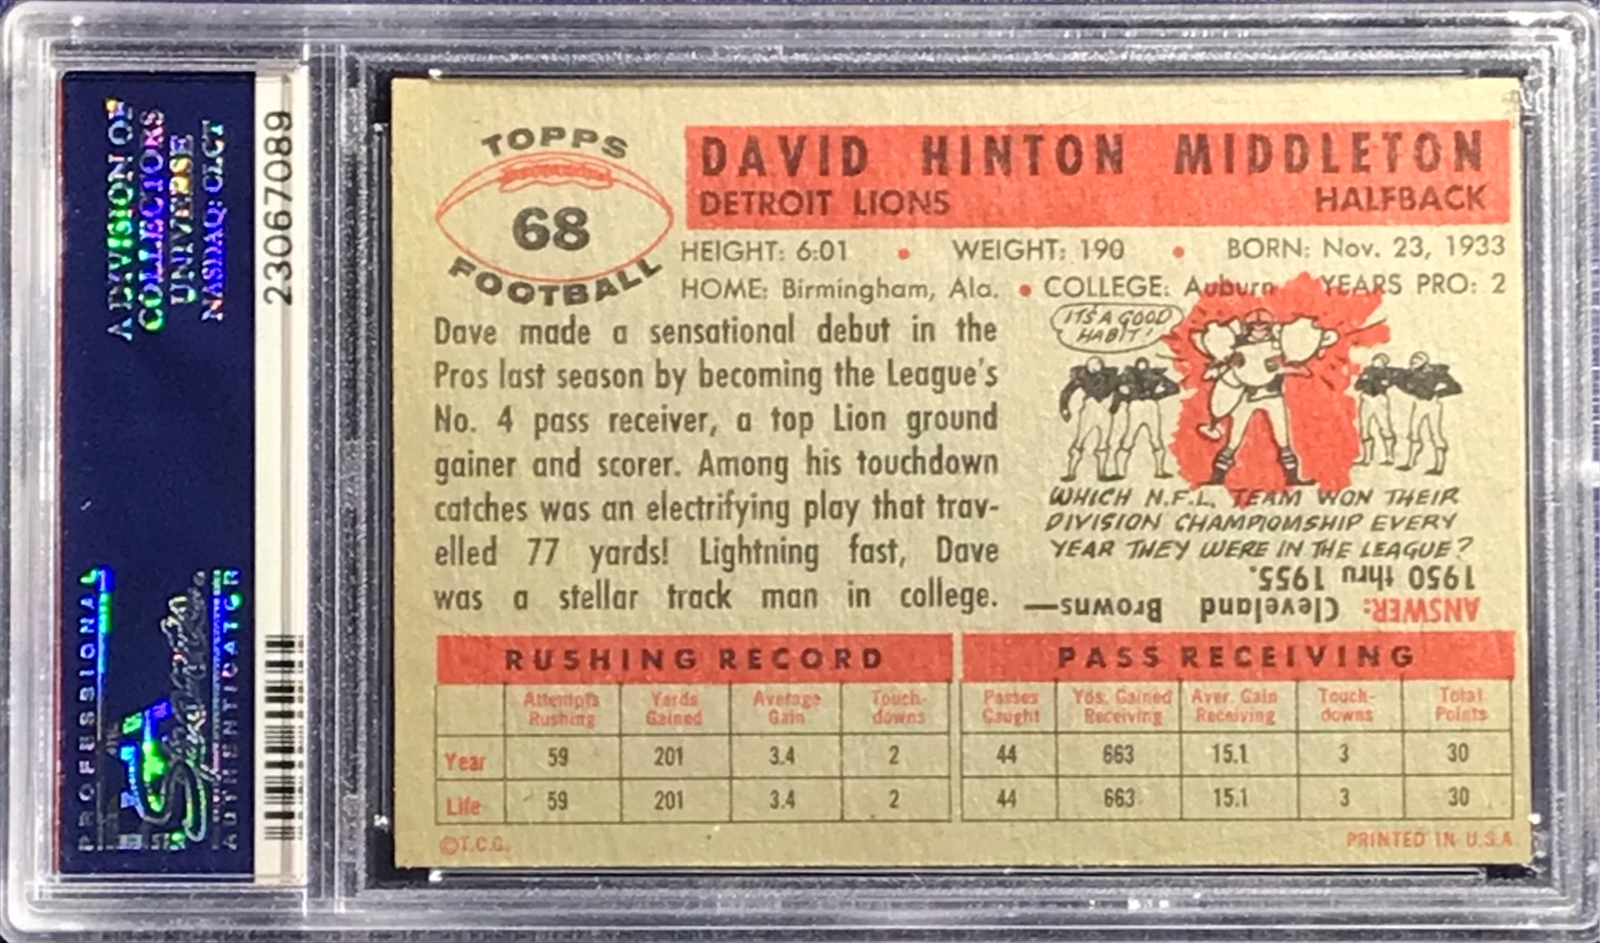 A DIVISION OF
COLLECTORS
UNIVERSE
NASDAQ: CLCT
PROFESSIONAL
AUTHENTICATOR
23067089
TOPPS
68
FOOTBALL
DAVID HINTON MIDDLETON
DETROIT LIONS HALFBACK
HEIGHT: 6:01 • WEIGHT: 190 • BORN: Nov. 23, 1933
HOME: Birmingham, Ala. • COLLEGE: Auburn YEARS PRO: 2
Dave made a sensational debut in the
Pros last season by becoming the League's
No. 4 pass receiver, a top Lion ground
gainer and scorer. Among his touchdown
catches was an electrifying play that trav-
elled 77 yards! Lightning fast, Dave
was a stellar track man in college.
IT'S A GOOD
HABIT!
WHICH N.F.L. TEAM WON THEIR
DIVISION CHAMPIONSHIP EVERY
YEAR THEY WERE IN THE LEAGUE?
ANSWER: Cleveland Browns—
1950 thru 1955.
RUSHING RECORD PASS RECEIVING
Attempts Yards Average Touch- Passes Yds. Gained Aver. Gain Touch- Total
Rushing Gained Gain downs Caught Receiving Receiving downs Points
Year 59 201 3.4 2 44 663 15.1 3 30
Life 59 201 3.4 2 44 663 15.1 3 30
©T.C.G. PRINTED IN U.S.A.